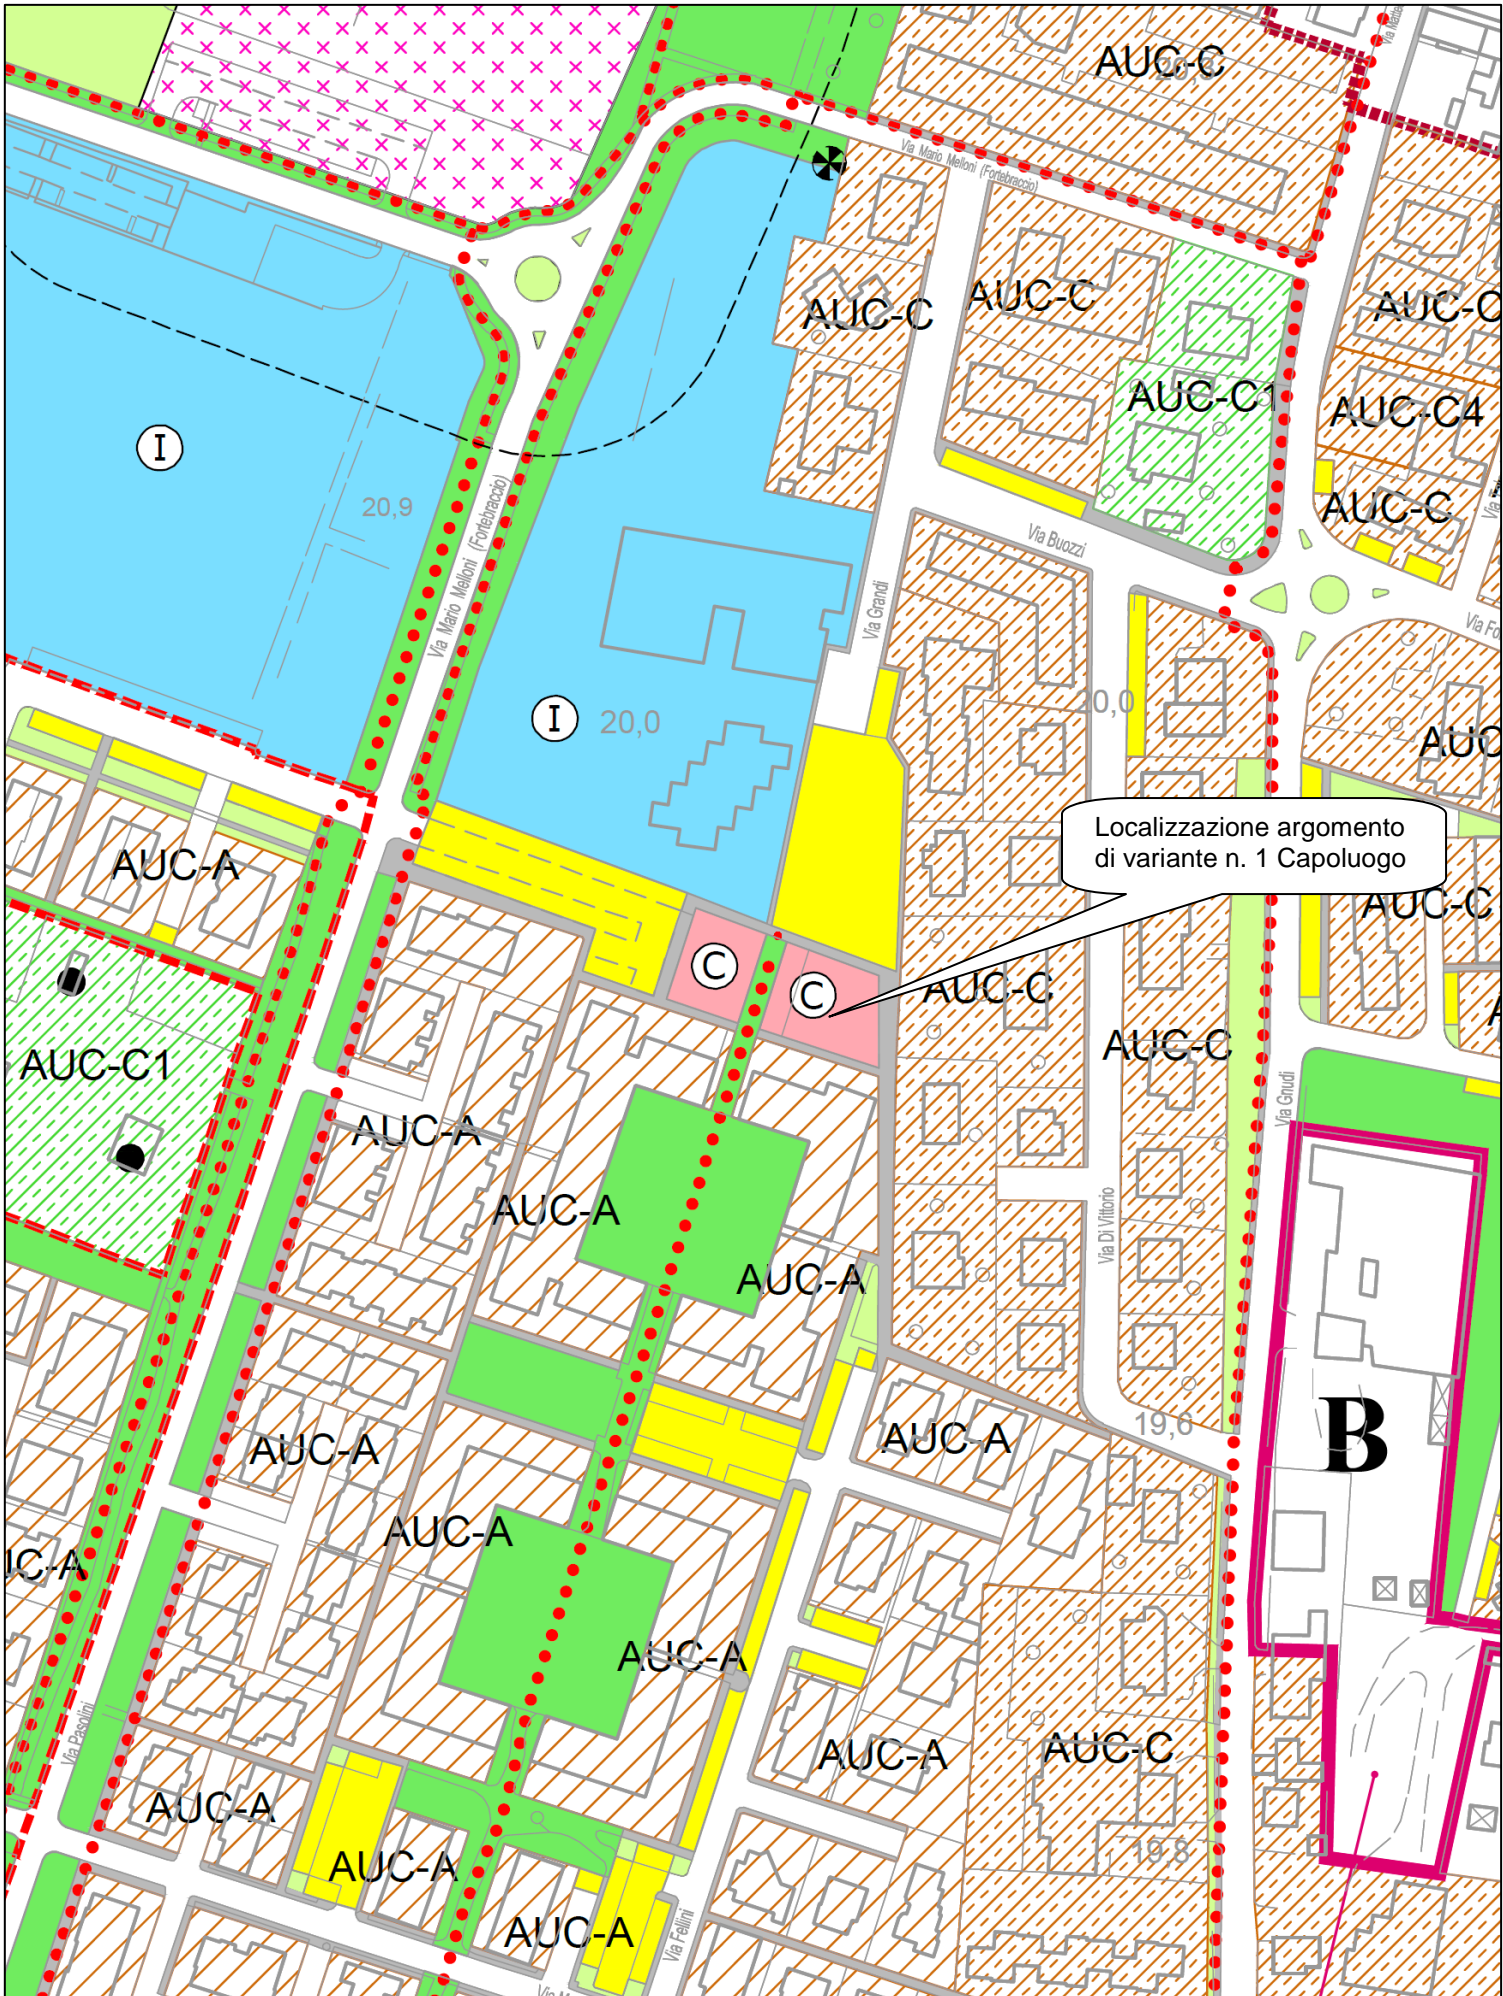 AUC-C
20,3
Via Mario Melloni (Fortebraccio)
AUC-C
AUC-C
AUC-C
AUC-C1
AUC-C4
AUC-C
I
20,9
Via Mario Melloni (Fortebraccio)
Via Buozzi
Via Grandi
I
20,0
20,0
AUC
Localizzazione argomento
di variante n. 1 Capoluogo
AUC-A
AUC-C
C
C
AUC-C
AUC-C
AUC-C1
AUC-A
Via Gnudi
AUC-A
Via Di Vittorio
AUC-A
B
19,6
AUC-A
AUC-A
AUC-A
AUC-A
AUC-A
Via Pasolini
AUC-A
AUC-C
AUC-A
19,8
AUC-A
AUC-A
Via Fellini